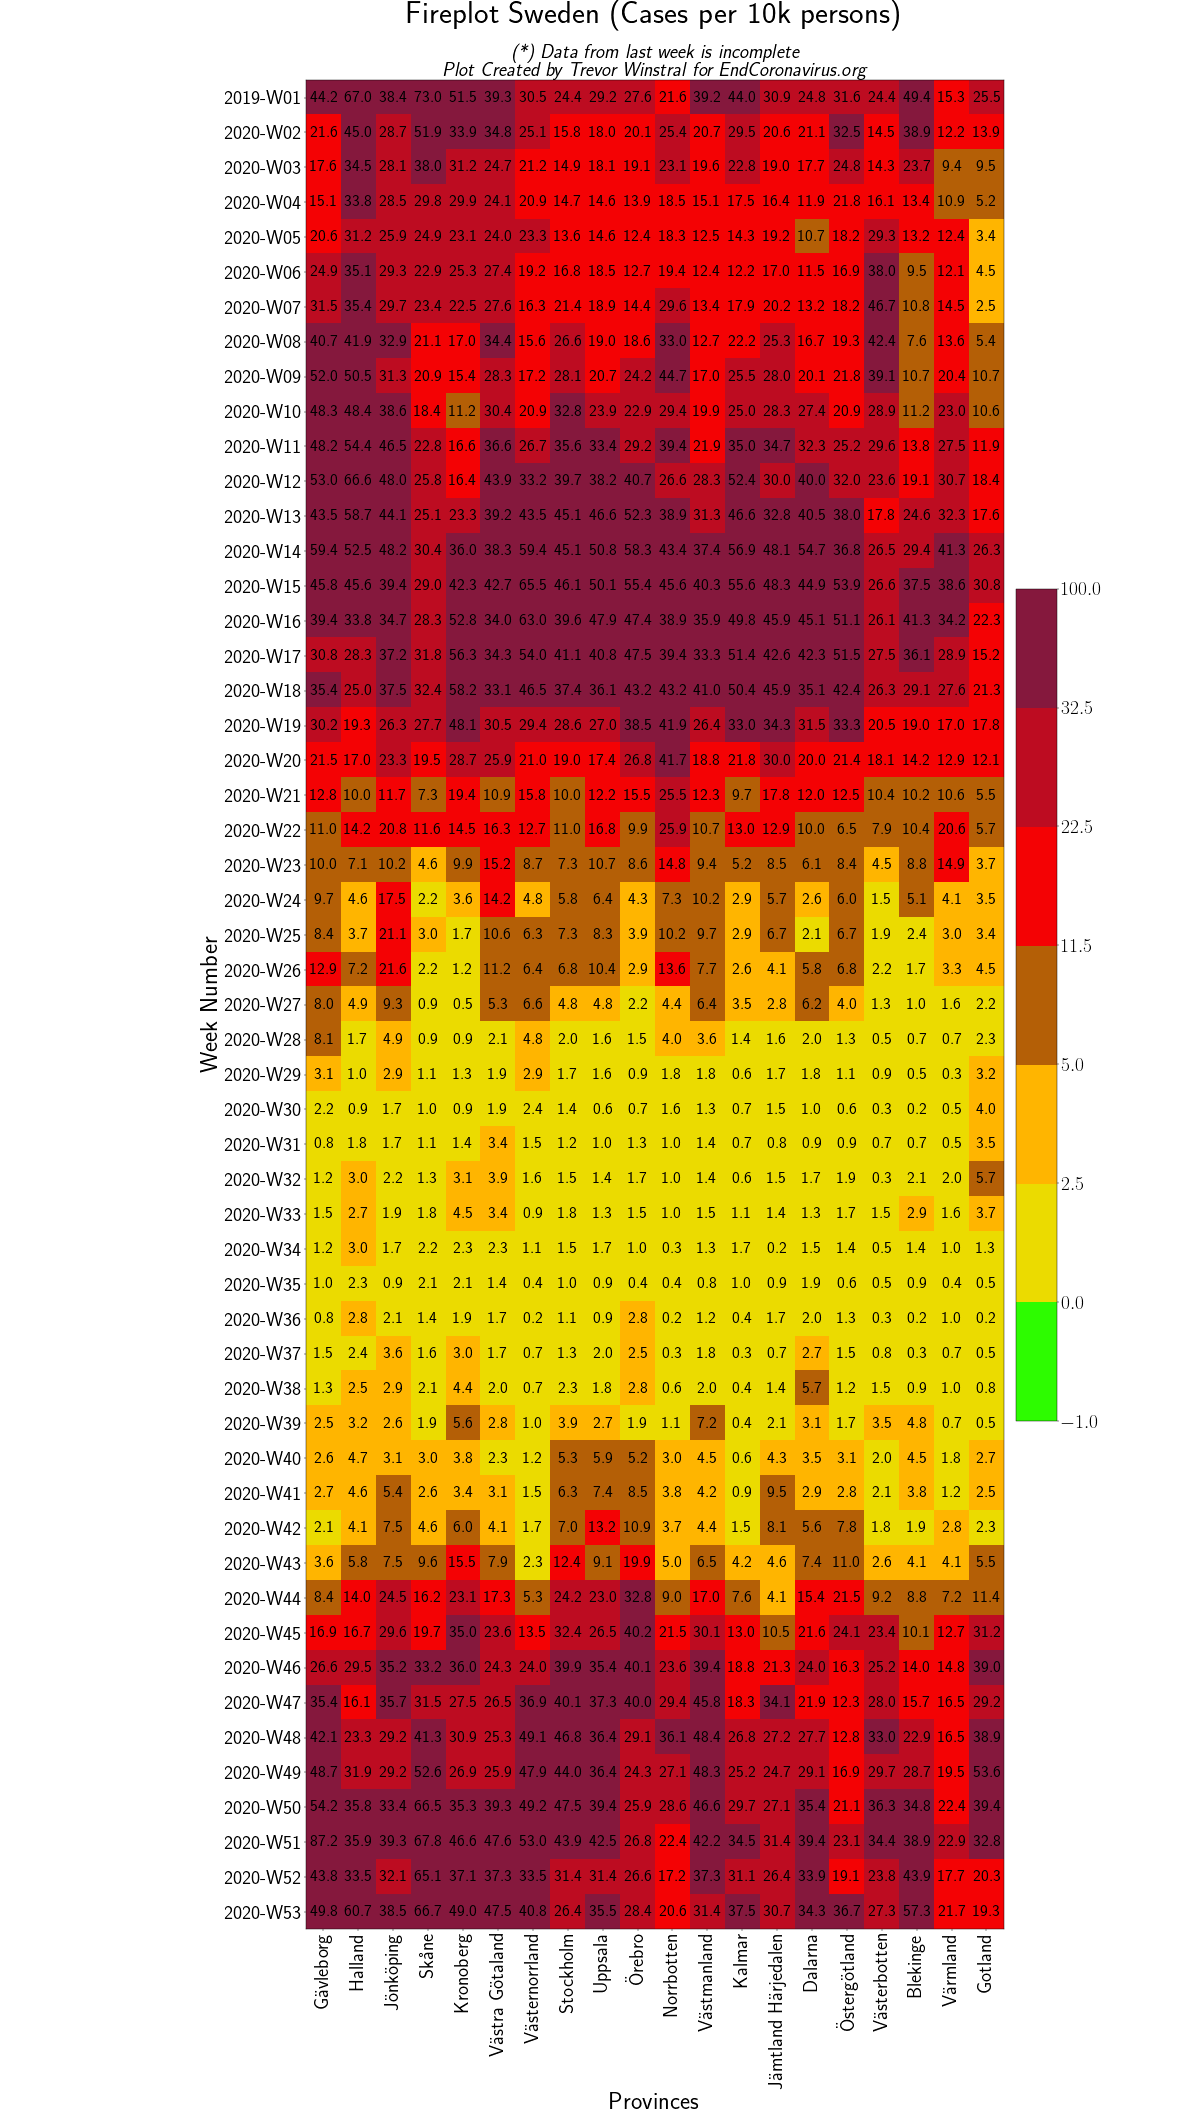 Fireplot Sweden (Cases per 10k persons)
(*) Data from last week is incomplete
Plot Created by Trevor Winstral for EndCoronavirus.org
2019-W01 44.2 67.0 38.4 73.0 51.5 39.3 30.5 24.4 29.2 27.6 21.6 39.2 44.0 30.9 24.8 31.6 24.4 49.4 15.3 25.5
2020-W02 21.6 45.0 28.7 51.9 33.9 34.8 25.1 15.8 18.0 20.1 25.4 20.7 29.5 20.6 21.1 32.5 14.5 38.9 12.2 13.9
2020-W03 17.6 34.5 28.1 38.0 31.2 24.7 21.2 14.9 18.1 19.1 23.1 19.6 22.8 19.0 17.7 24.8 14.3 23.7 9.4 9.5
2020-W04 15.1 33.8 28.5 29.8 29.9 24.1 20.9 14.7 14.6 13.9 18.5 15.1 17.5 16.4 11.9 21.8 16.1 13.4 10.9 5.2
2020-W05 20.6 31.2 25.9 24.9 23.1 24.0 23.3 13.6 14.6 12.4 18.3 12.5 14.3 19.2 10.7 18.2 29.3 13.2 12.4 3.4
2020-W06 24.9 35.1 29.3 22.9 25.3 27.4 19.2 16.8 18.5 12.7 19.4 12.4 12.2 17.0 11.5 16.9 38.0 9.5 12.1 4.5
2020-W07 31.5 35.4 29.7 23.4 22.5 27.6 16.3 21.4 18.9 14.4 29.6 13.4 17.9 20.2 13.2 18.2 46.7 10.8 14.5 2.5
2020-W08 40.7 41.9 32.9 21.1 17.0 34.4 15.6 26.6 19.0 18.6 33.0 12.7 22.2 25.3 16.7 19.3 42.4 7.6 13.6 5.4
2020-W09 52.0 50.5 31.3 20.9 15.4 28.3 17.2 28.1 20.7 24.2 44.7 17.0 25.5 28.0 20.1 21.8 39.1 10.7 20.4 10.7
2020-W10 48.3 48.4 38.6 18.4 11.2 30.4 20.9 32.8 23.9 22.9 29.4 19.9 25.0 28.3 27.4 20.9 28.9 11.2 23.0 10.6
2020-W11 48.2 54.4 46.5 22.8 16.6 36.6 26.7 35.6 33.4 29.2 39.4 21.9 35.0 34.7 32.3 25.2 29.6 13.8 27.5 11.9
2020-W12 53.0 66.6 48.0 25.8 16.4 43.9 33.2 39.7 38.2 40.7 26.6 28.3 52.4 30.0 40.0 32.0 23.6 19.1 30.7 18.4
2020-W13 43.5 58.7 44.1 25.1 23.3 39.2 43.5 45.1 46.6 52.3 38.9 31.3 46.6 32.8 40.5 38.0 17.8 24.6 32.3 17.6
2020-W14 59.4 52.5 48.2 30.4 36.0 38.3 59.4 45.1 50.8 58.3 43.4 37.4 56.9 48.1 54.7 36.8 26.5 29.4 41.3 26.3
2020-W15 45.8 45.6 39.4 29.0 42.3 42.7 65.5 46.1 50.1 55.4 45.6 40.3 55.6 48.3 44.9 53.9 26.6 37.5 38.6 30.8
2020-W16 39.4 33.8 34.7 28.3 52.8 34.0 63.0 39.6 47.9 47.4 38.9 35.9 49.8 45.9 45.1 51.1 26.1 41.3 34.2 22.3
2020-W17 30.8 28.3 37.2 31.8 56.3 34.3 54.0 41.1 40.8 47.5 39.4 33.3 51.4 42.6 42.3 51.5 27.5 36.1 28.9 15.2
2020-W18 35.4 25.0 37.5 32.4 58.2 33.1 46.5 37.4 36.1 43.2 43.2 41.0 50.4 45.9 35.1 42.4 26.3 29.1 27.6 21.3
2020-W19 30.2 19.3 26.3 27.7 48.1 30.5 29.4 28.6 27.0 38.5 41.9 26.4 33.0 34.3 31.5 33.3 20.5 19.0 17.0 17.8
2020-W20 21.5 17.0 23.3 19.5 28.7 25.9 21.0 19.0 17.4 26.8 41.7 18.8 21.8 30.0 20.0 21.4 18.1 14.2 12.9 12.1
2020-W21 12.8 10.0 11.7 7.3 19.4 10.9 15.8 10.0 12.2 15.5 25.5 12.3 9.7 17.8 12.0 12.5 10.4 10.2 10.6 5.5
2020-W22 11.0 14.2 20.8 11.6 14.5 16.3 12.7 11.0 16.8 9.9 25.9 10.7 13.0 12.9 10.0 6.5 7.9 10.4 20.6 5.7
2020-W23 10.0 7.1 10.2 4.6 9.9 15.2 8.7 7.3 10.7 8.6 14.8 9.4 5.2 8.5 6.1 8.4 4.5 8.8 14.9 3.7
2020-W24 9.7 4.6 17.5 2.2 3.6 14.2 4.8 5.8 6.4 4.3 7.3 10.2 2.9 5.7 2.6 6.0 1.5 5.1 4.1 3.5
2020-W25 8.4 3.7 21.1 3.0 1.7 10.6 6.3 7.3 8.3 3.9 10.2 9.7 2.9 6.7 2.1 6.7 1.9 2.4 3.0 3.4
2020-W26 12.9 7.2 21.6 2.2 1.2 11.2 6.4 6.8 10.4 2.9 13.6 7.7 2.6 4.1 5.8 6.8 2.2 1.7 3.3 4.5
2020-W27 8.0 4.9 9.3 0.9 0.5 5.3 6.6 4.8 4.8 2.2 4.4 6.4 3.5 2.8 6.2 4.0 1.3 1.0 1.6 2.2
2020-W28 8.1 1.7 4.9 0.9 0.9 2.1 4.8 2.0 1.6 1.5 4.0 3.6 1.4 1.6 2.0 1.3 0.5 0.7 0.7 2.3
2020-W29 3.1 1.0 2.9 1.1 1.3 1.9 2.9 1.7 1.6 0.9 1.8 1.8 0.6 1.7 1.8 1.1 0.9 0.5 0.3 3.2
2020-W30 2.2 0.9 1.7 1.0 0.9 1.9 2.4 1.4 0.6 0.7 1.6 1.3 0.7 1.5 1.0 0.6 0.3 0.2 0.5 4.0
2020-W31 0.8 1.8 1.7 1.1 1.4 3.4 1.5 1.2 1.0 1.3 1.0 1.4 0.7 0.8 0.9 0.9 0.7 0.7 0.5 3.5
2020-W32 1.2 3.0 2.2 1.3 3.1 3.9 1.6 1.5 1.4 1.7 1.0 1.4 0.6 1.5 1.7 1.9 0.3 2.1 2.0 5.7
2020-W33 1.5 2.7 1.9 1.8 4.5 3.4 0.9 1.8 1.3 1.5 1.0 1.5 1.1 1.4 1.3 1.7 1.5 2.9 1.6 3.7
2020-W34 1.2 3.0 1.7 2.2 2.3 2.3 1.1 1.5 1.7 1.0 0.3 1.3 1.7 0.2 1.5 1.4 0.5 1.4 1.0 1.3
2020-W35 1.0 2.3 0.9 2.1 2.1 1.4 0.4 1.0 0.9 0.4 0.4 0.8 1.0 0.9 1.9 0.6 0.5 0.9 0.4 0.5
2020-W36 0.8 2.8 2.1 1.4 1.9 1.7 0.2 1.1 0.9 2.8 0.2 1.2 0.4 1.7 2.0 1.3 0.3 0.2 1.0 0.2
2020-W37 1.5 2.4 3.6 1.6 3.0 1.7 0.7 1.3 2.0 2.5 0.3 1.8 0.3 0.7 2.7 1.5 0.8 0.3 0.7 0.5
2020-W38 1.3 2.5 2.9 2.1 4.4 2.0 0.7 2.3 1.8 2.8 0.6 2.0 0.4 1.4 5.7 1.2 1.5 0.9 1.0 0.8
2020-W39 2.5 3.2 2.6 1.9 5.6 2.8 1.0 3.9 2.7 1.9 1.1 7.2 0.4 2.1 3.1 1.7 3.5 4.8 0.7 0.5
2020-W40 2.6 4.7 3.1 3.0 3.8 2.3 1.2 5.3 5.9 5.2 3.0 4.5 0.6 4.3 3.5 3.1 2.0 4.5 1.8 2.7
2020-W41 2.7 4.6 5.4 2.6 3.4 3.1 1.5 6.3 7.4 8.5 3.8 4.2 0.9 9.5 2.9 2.8 2.1 3.8 1.2 2.5
2020-W42 2.1 4.1 7.5 4.6 6.0 4.1 1.7 7.0 13.2 10.9 3.7 4.4 1.5 8.1 5.6 7.8 1.8 1.9 2.8 2.3
2020-W43 3.6 5.8 7.5 9.6 15.5 7.9 2.3 12.4 9.1 19.9 5.0 6.5 4.2 4.6 7.4 11.0 2.6 4.1 4.1 5.5
2020-W44 8.4 14.0 24.5 16.2 23.1 17.3 5.3 24.2 23.0 32.8 9.0 17.0 7.6 4.1 15.4 21.5 9.2 8.8 7.2 11.4
2020-W45 16.9 16.7 29.6 19.7 35.0 23.6 13.5 32.4 26.5 40.2 21.5 30.1 13.0 10.5 21.6 24.1 23.4 10.1 12.7 31.2
2020-W46 26.6 29.5 35.2 33.2 36.0 24.3 24.0 39.9 35.4 40.1 23.6 39.4 18.8 21.3 24.0 16.3 25.2 14.0 14.8 39.0
2020-W47 35.4 16.1 35.7 31.5 27.5 26.5 36.9 40.1 37.3 40.0 29.4 45.8 18.3 34.1 21.9 12.3 28.0 15.7 16.5 29.2
2020-W48 42.1 23.3 29.2 41.3 30.9 25.3 49.1 46.8 36.4 29.1 36.1 48.4 26.8 27.2 27.7 12.8 33.0 22.9 16.5 38.9
2020-W49 48.7 31.9 29.2 52.6 26.9 25.9 47.9 44.0 36.4 24.3 27.1 48.3 25.2 24.7 29.1 16.9 29.7 28.7 19.5 53.6
2020-W50 54.2 35.8 33.4 66.5 35.3 39.3 49.2 47.5 39.4 25.9 28.6 46.6 29.7 27.1 35.4 21.1 36.3 34.8 22.4 39.4
2020-W51 87.2 35.9 39.3 67.8 46.6 47.6 53.0 43.9 42.5 26.8 22.4 42.2 34.5 31.4 39.4 23.1 34.4 38.9 22.9 32.8
2020-W52 43.8 33.5 32.1 65.1 37.1 37.3 33.5 31.4 31.4 26.6 17.2 37.3 31.1 26.4 33.9 19.1 23.8 43.9 17.7 20.3
2020-W53 49.8 60.7 38.5 66.7 49.0 47.5 40.8 26.4 35.5 28.4 20.6 31.4 37.5 30.7 34.3 36.7 27.3 57.3 21.7 19.3
Week Number
Gävleborg
Halland
Jönköping
Skåne
Kronoberg
Västra Götaland
Västernorrland
Stockholm
Uppsala
Örebro
Norrbotten
Västmanland
Kalmar
Jämtland Härjedalen
Dalarna
Östergötland
Västerbotten
Blekinge
Värmland
Gotland
Provinces
100.0
32.5
22.5
11.5
5.0
2.5
0.0
−1.0